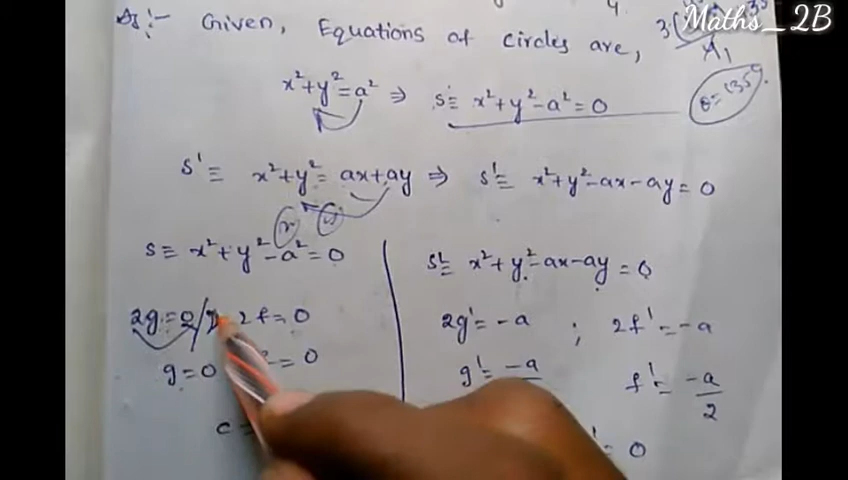 Maths_2B
Given, Equations of circles are,
x²+y²=a² ⇒ S≡ x²+y²-a²=0
θ=135°
S'≡ x²+y²= ax+ay ⇒ S'≡ x²+y²-ax-ay=0
S≡ x²+y²-a²=0
2g=0 2f=0
g=0 =0
c=
S'≡ x²+y²-ax-ay=0
2g'=-a ; 2f'=-a
g'=-a f'=-a/2
=0